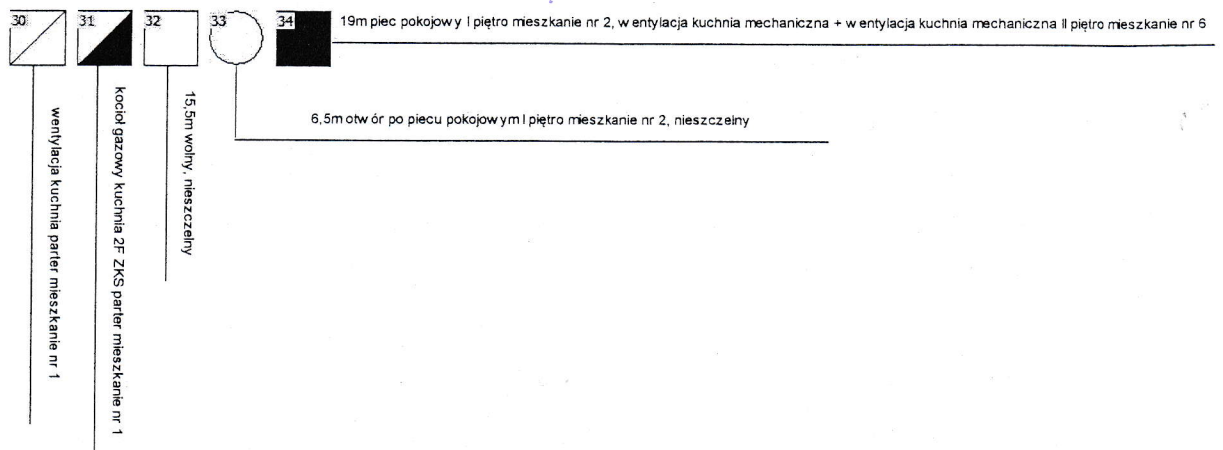 30 31 32 33 34
19m piec pokojowy I piętro mieszkanie nr 2, wentylacja kuchnia mechaniczna + wentylacja kuchnia mechaniczna II piętro mieszkanie nr 6
6,5m otwór po piecu pokojowym I piętro mieszkanie nr 2, nieszczelny
15,5m wolny, nieszczelny
kocioł gazowy kuchnia 2F ZKS parter mieszkanie nr 1
wentylacja kuchnia parter mieszkanie nr 1